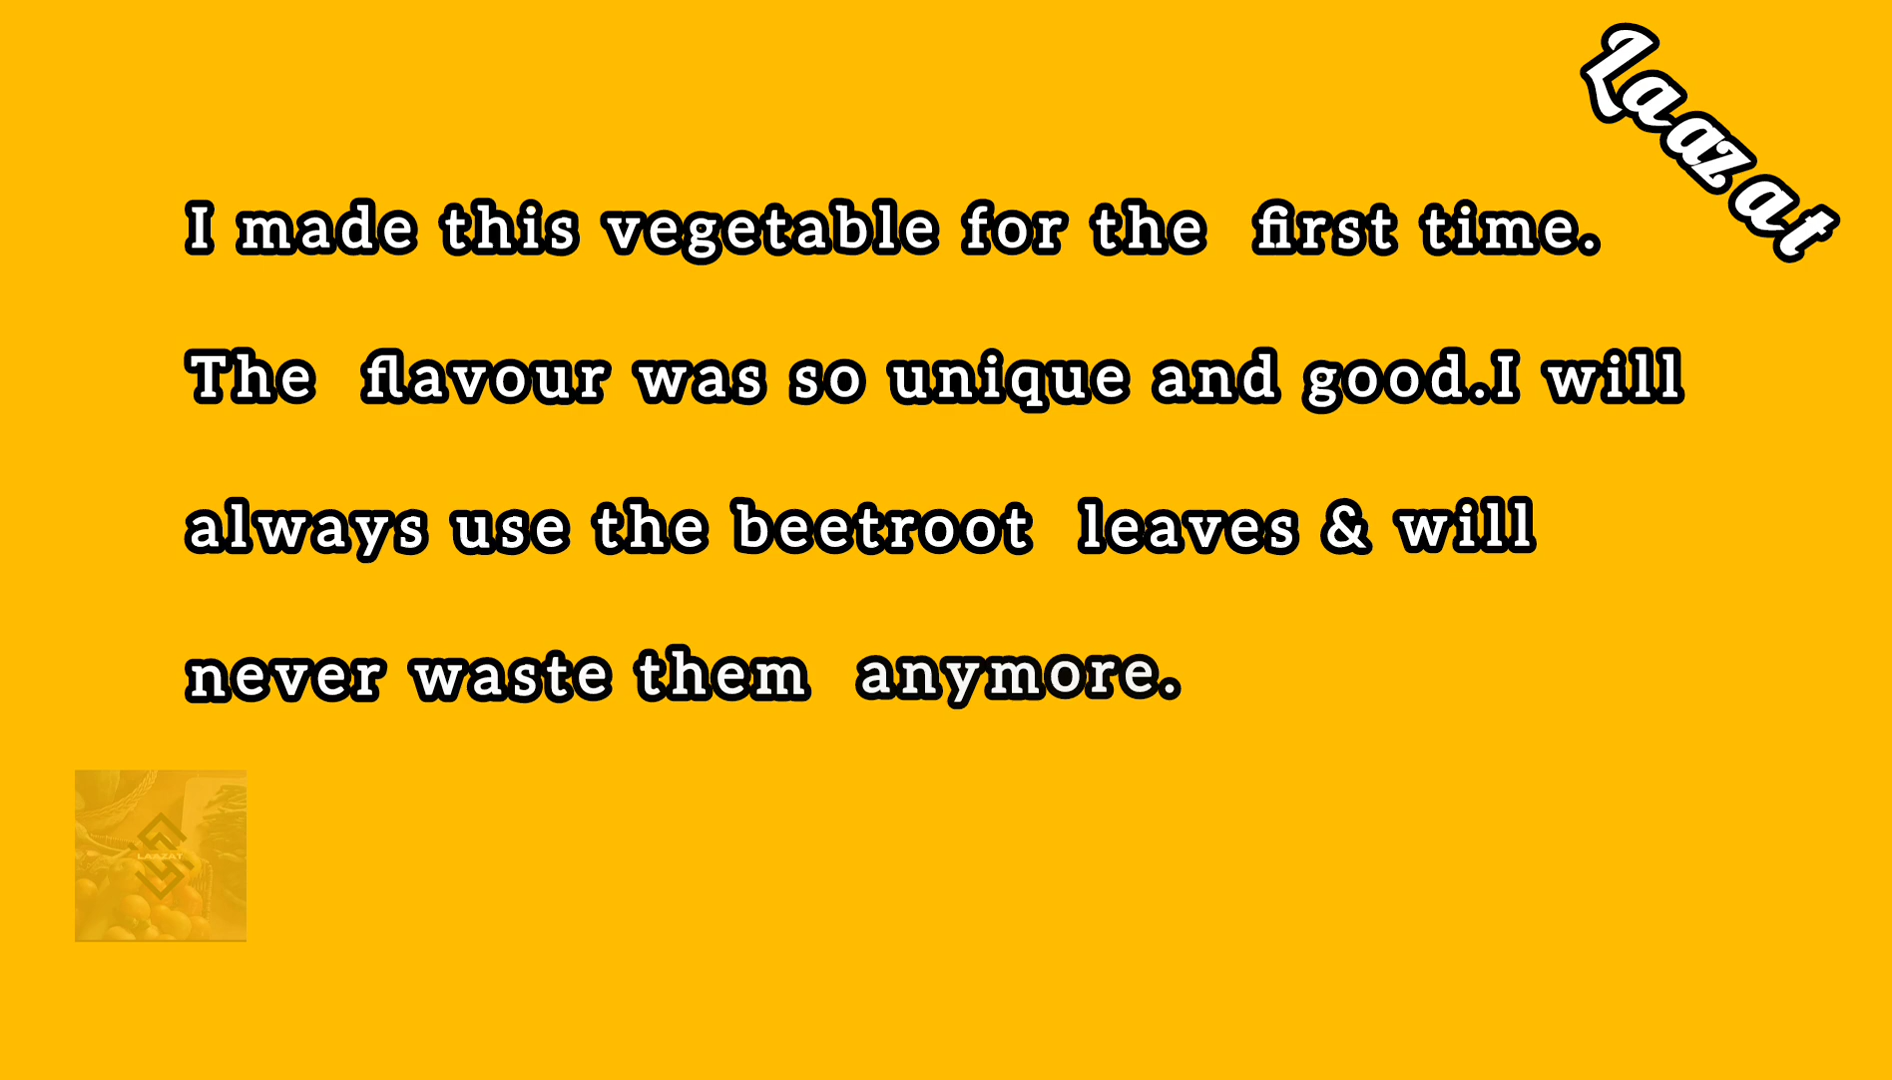 Laazat
I made this vegetable for the first time.
The flavour was so unique and good.I will
always use the beetroot leaves & will
never waste them anymore.
LAAZAT